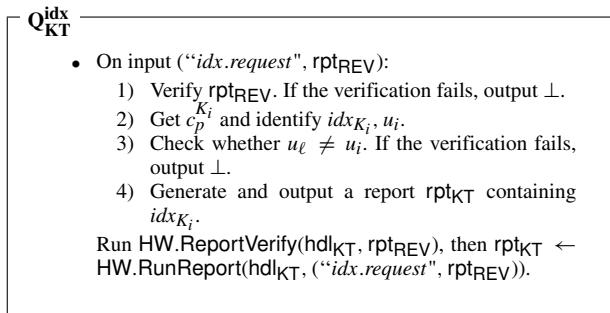 Q_KT^idx
• On input (“idx.request", rpt_REV):
1) Verify rpt_REV. If the verification fails, output ⊥.
2) Get c_p^{K_i} and identify idx_{K_i}, u_i.
3) Check whether u_ℓ ≠ u_i. If the verification fails,
output ⊥.
4) Generate and output a report rpt_KT containing
idx_{K_i}.
Run HW.ReportVerify(hdl_KT, rpt_REV), then rpt_KT ←
HW.RunReport(hdl_KT, (“idx.request", rpt_REV)).